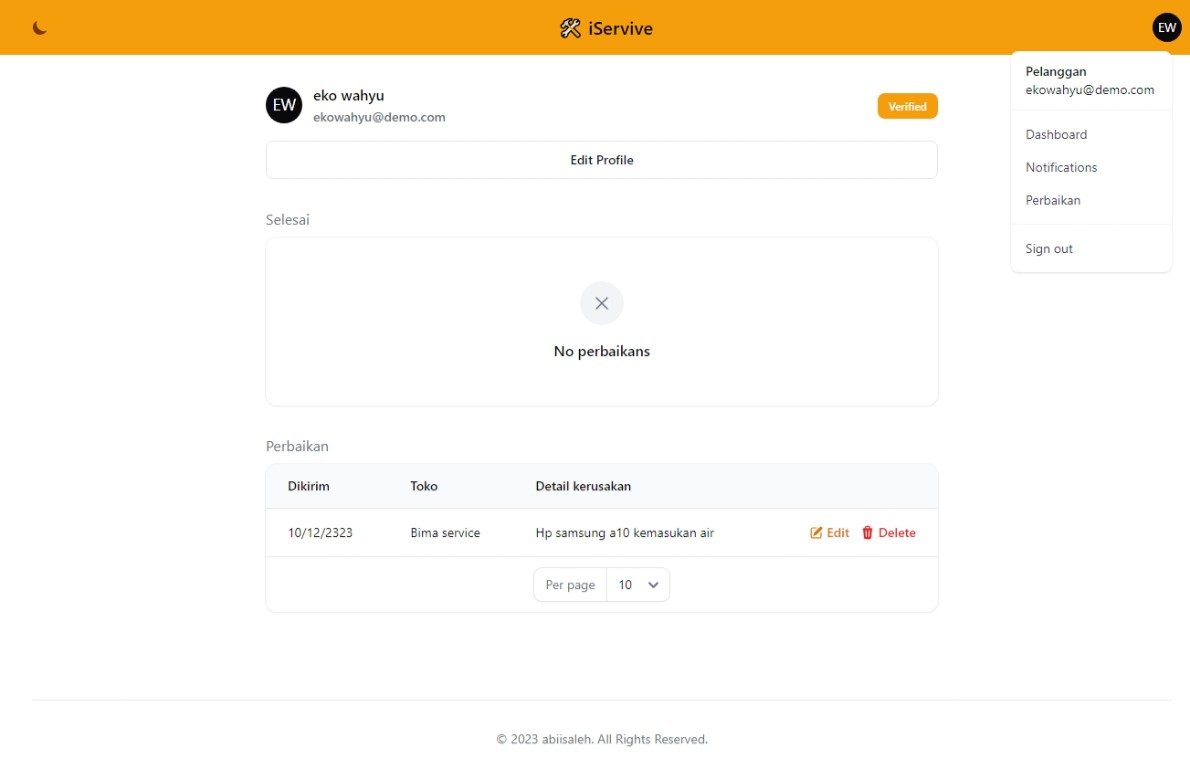 iServive
EW
Pelanggan
ekowahyu@demo.com
Dashboard
Notifications
Perbaikan
Sign out
EW
eko wahyu
ekowahyu@demo.com
Verified
Edit Profile
Selesai
No perbaikans
Perbaikan
Dikirim Toko Detail kerusakan
10/12/2323 Bima service Hp samsung a10 kemasukan air Edit Delete
Per page 10
© 2023 abiisaleh. All Rights Reserved.